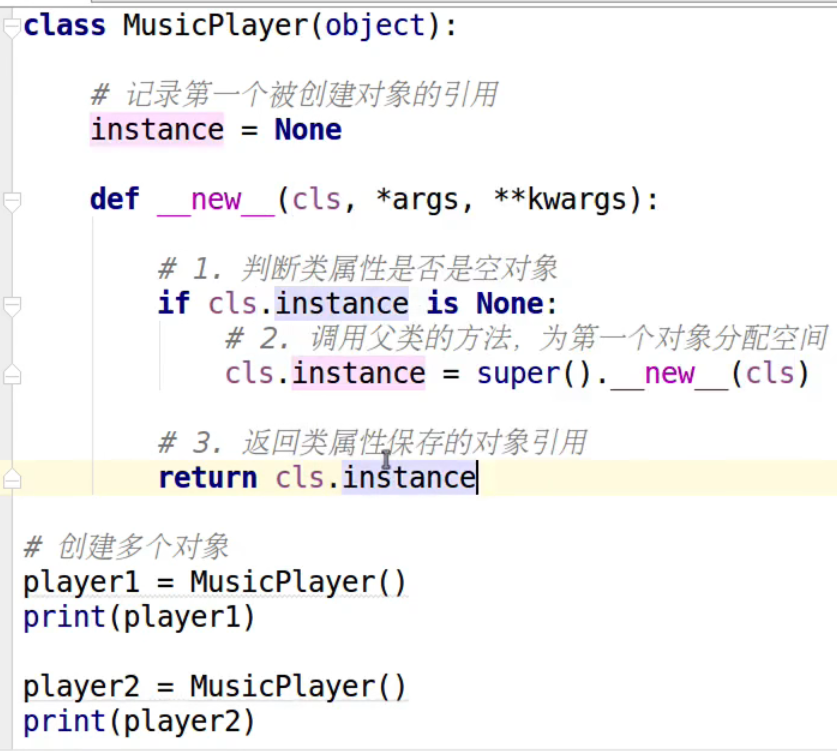 class MusicPlayer(object):
# 记录第一个被创建对象的引用
instance = None
def __new__(cls, *args, **kwargs):
# 1. 判断类属性是否是空对象
if cls.instance is None:
# 2. 调用父类的方法，为第一个对象分配空间
cls.instance = super().__new__(cls)
# 3. 返回类属性保存的对象引用
return cls.instance
# 创建多个对象
player1 = MusicPlayer()
print(player1)
player2 = MusicPlayer()
print(player2)